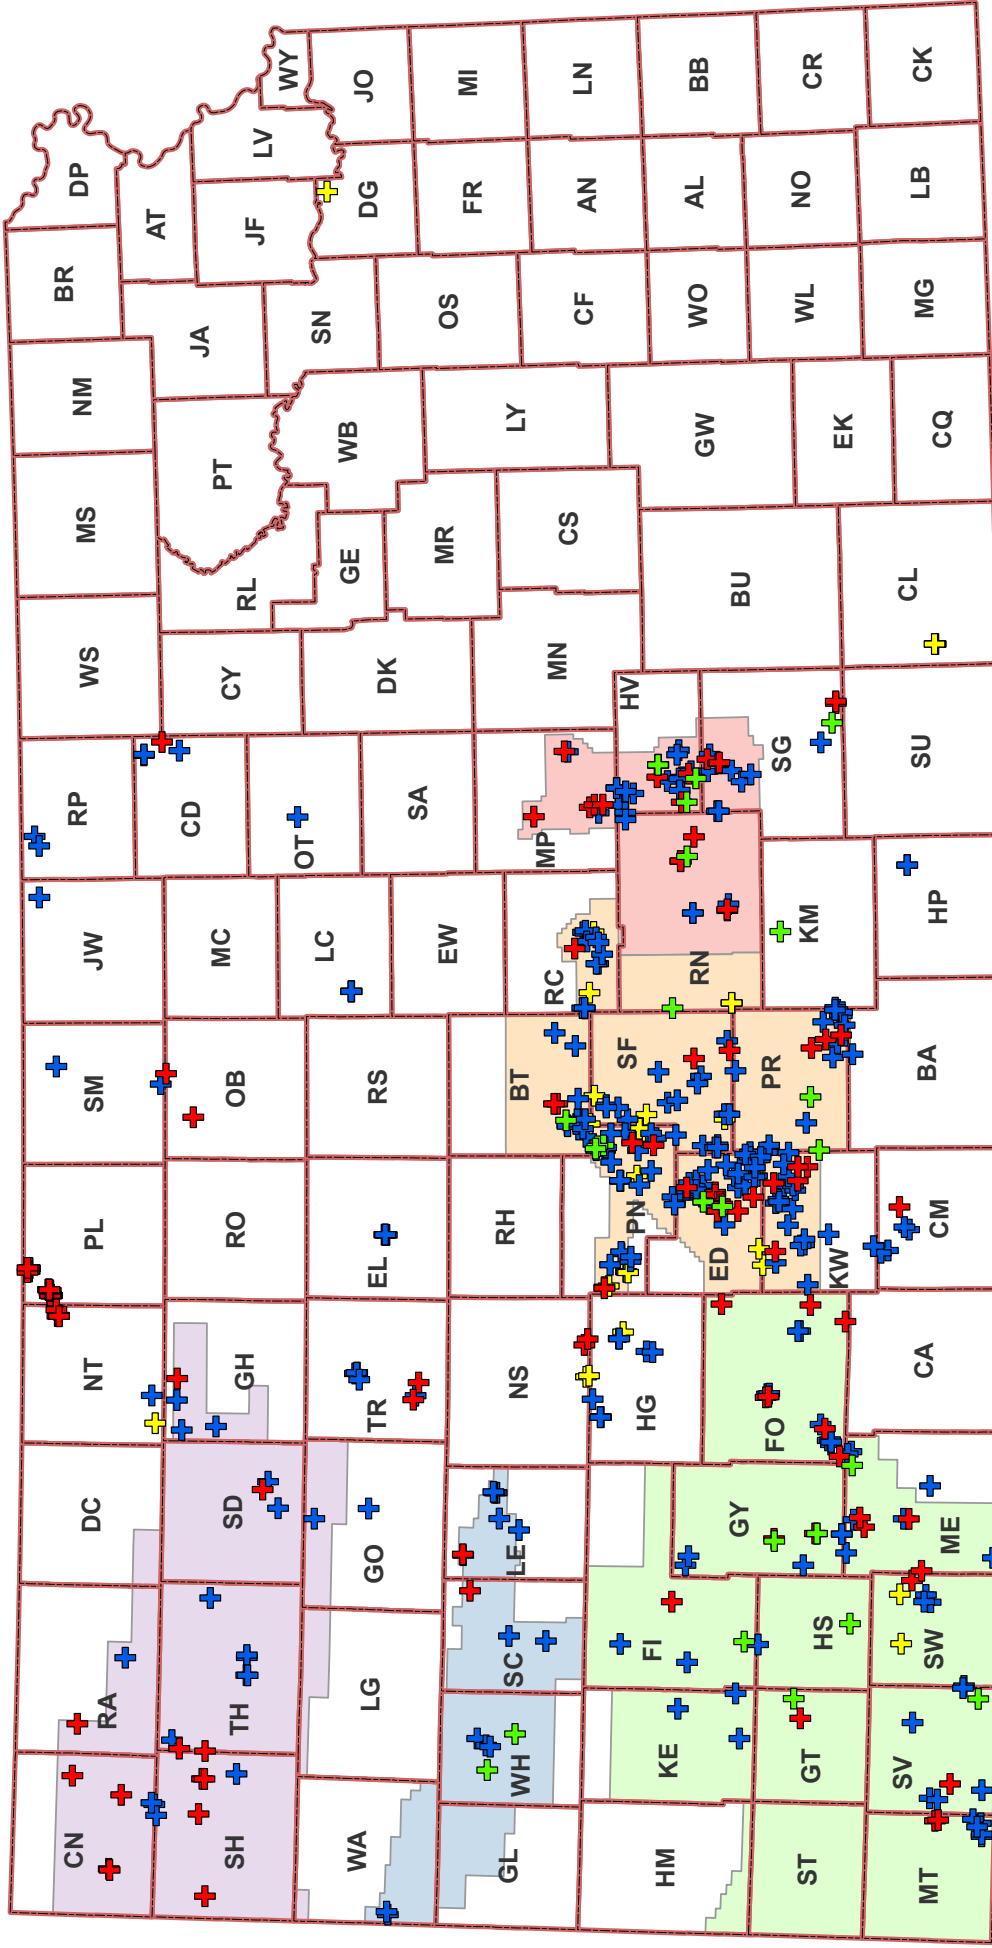 CN
RA
DC
NT
PL
SM
JW
RP
WS
MS
NM
BR
DP
SH
TH
SD
GH
RO
OB
MC
CD
CY
RL
PT
JA
AT
JF
LV
WY
WA
LG
GO
TR
EL
RS
LC
OT
DK
GE
WB
SN
DG
JO
GL
WH
SC
LE
NS
RH
BT
RC
EW
SA
MP
MN
MR
CS
LY
OS
FR
MI
HM
KE
FI
HG
PN
SF
RN
HV
CF
AN
LN
GY
FO
ED
PR
SG
BU
GW
WO
AL
BB
ST
GT
HS
KW
KM
EK
WL
NO
CR
MT
SV
SW
ME
CA
CM
BA
HP
SU
CL
CQ
MG
LB
CK